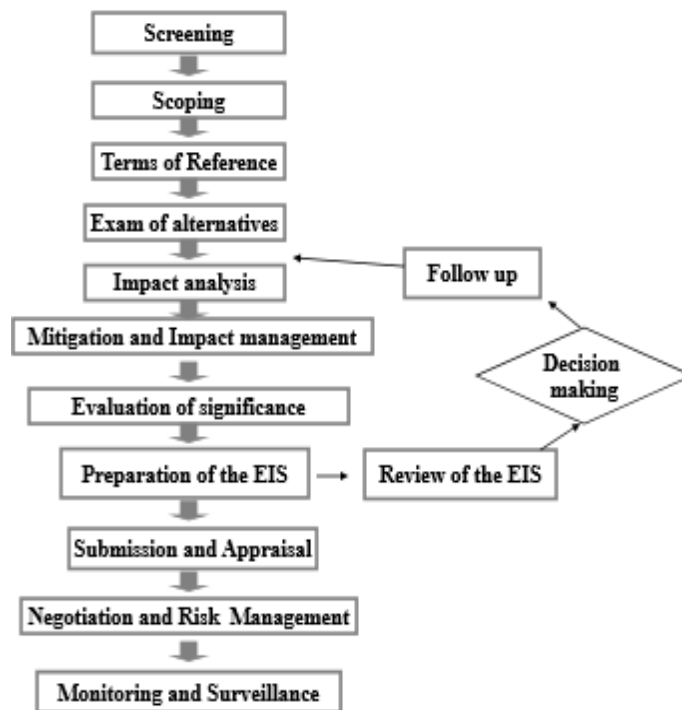 Screening
Scoping
Terms of Reference
Exam of alternatives
Impact analysis
Follow up
Mitigation and Impact management
Decision
making
Evaluation of significance
Preparation of the EIS
Review of the EIS
Submission and Appraisal
Negotiation and Risk Management
Monitoring and Surveillance